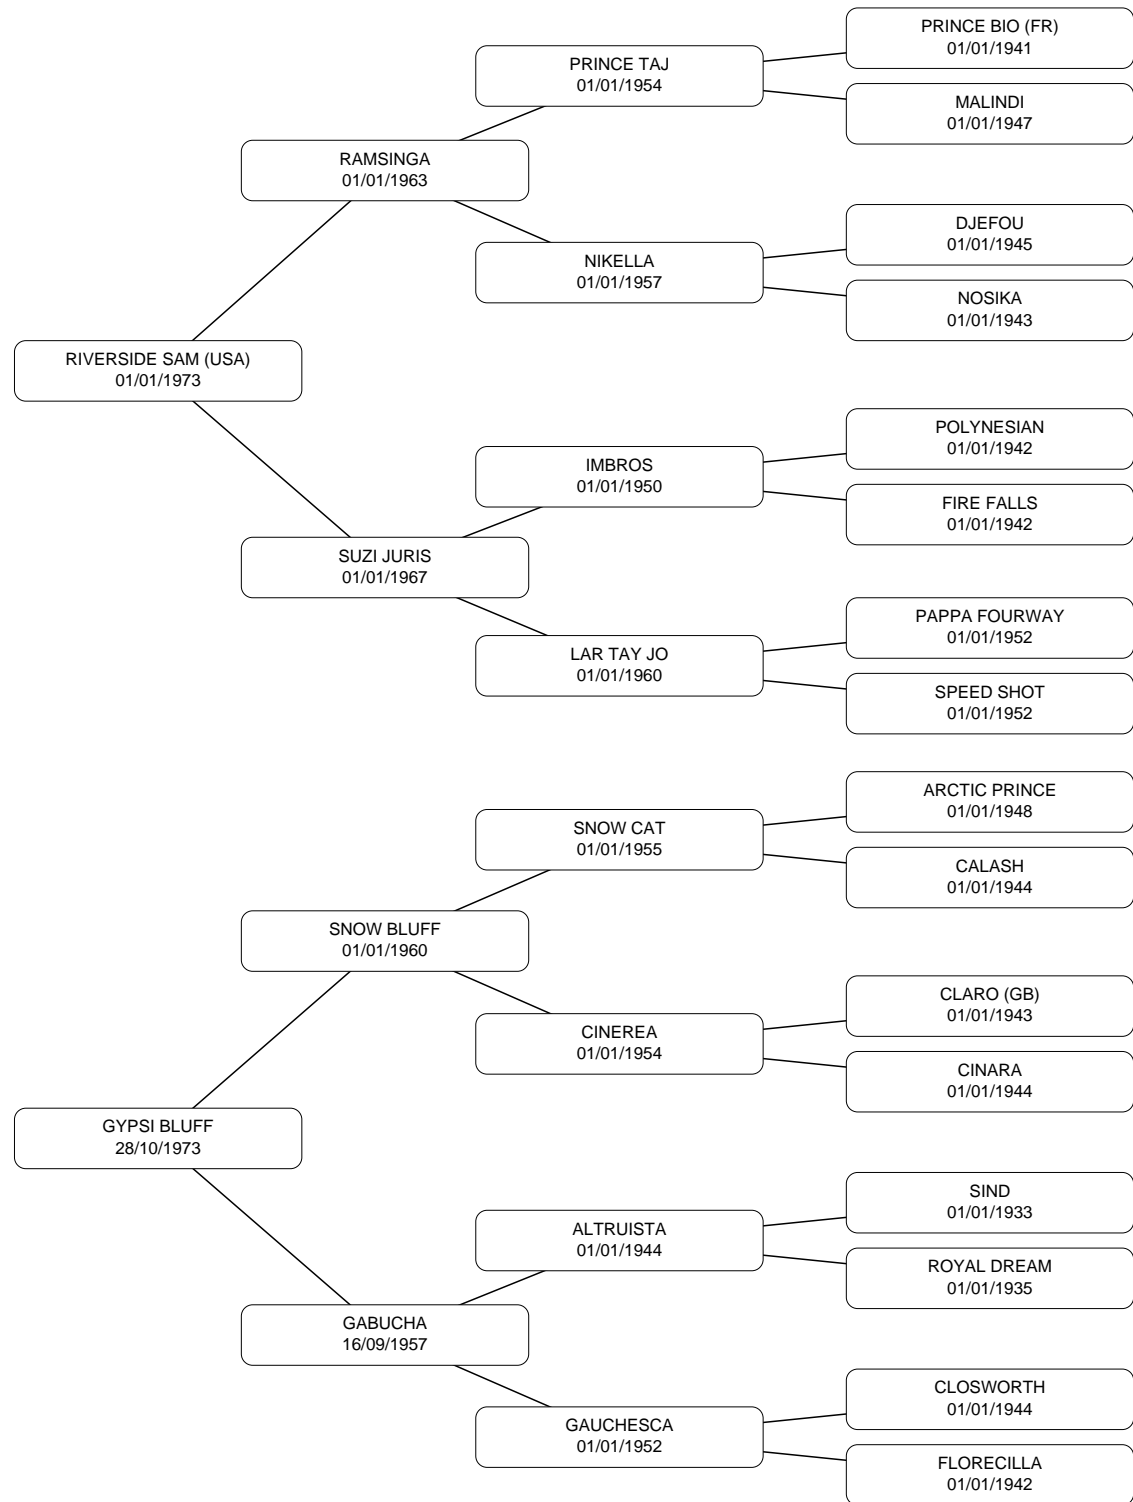 PRINCE BIO (FR)
01/01/1941
PRINCE TAJ
01/01/1954
MALINDI
01/01/1947
RAMSINGA
01/01/1963
DJEFOU
01/01/1945
NIKELLA
01/01/1957
NOSIKA
01/01/1943
RIVERSIDE SAM (USA)
01/01/1973
POLYNESIAN
01/01/1942
IMBROS
01/01/1950
FIRE FALLS
01/01/1942
SUZI JURIS
01/01/1967
PAPPA FOURWAY
01/01/1952
LAR TAY JO
01/01/1960
SPEED SHOT
01/01/1952
ARCTIC PRINCE
01/01/1948
SNOW CAT
01/01/1955
CALASH
01/01/1944
SNOW BLUFF
01/01/1960
CLARO (GB)
01/01/1943
CINEREA
01/01/1954
CINARA
01/01/1944
GYPSI BLUFF
28/10/1973
SIND
01/01/1933
ALTRUISTA
01/01/1944
ROYAL DREAM
01/01/1935
GABUCHA
16/09/1957
CLOSWORTH
01/01/1944
GAUCHESCA
01/01/1952
FLORECILLA
01/01/1942